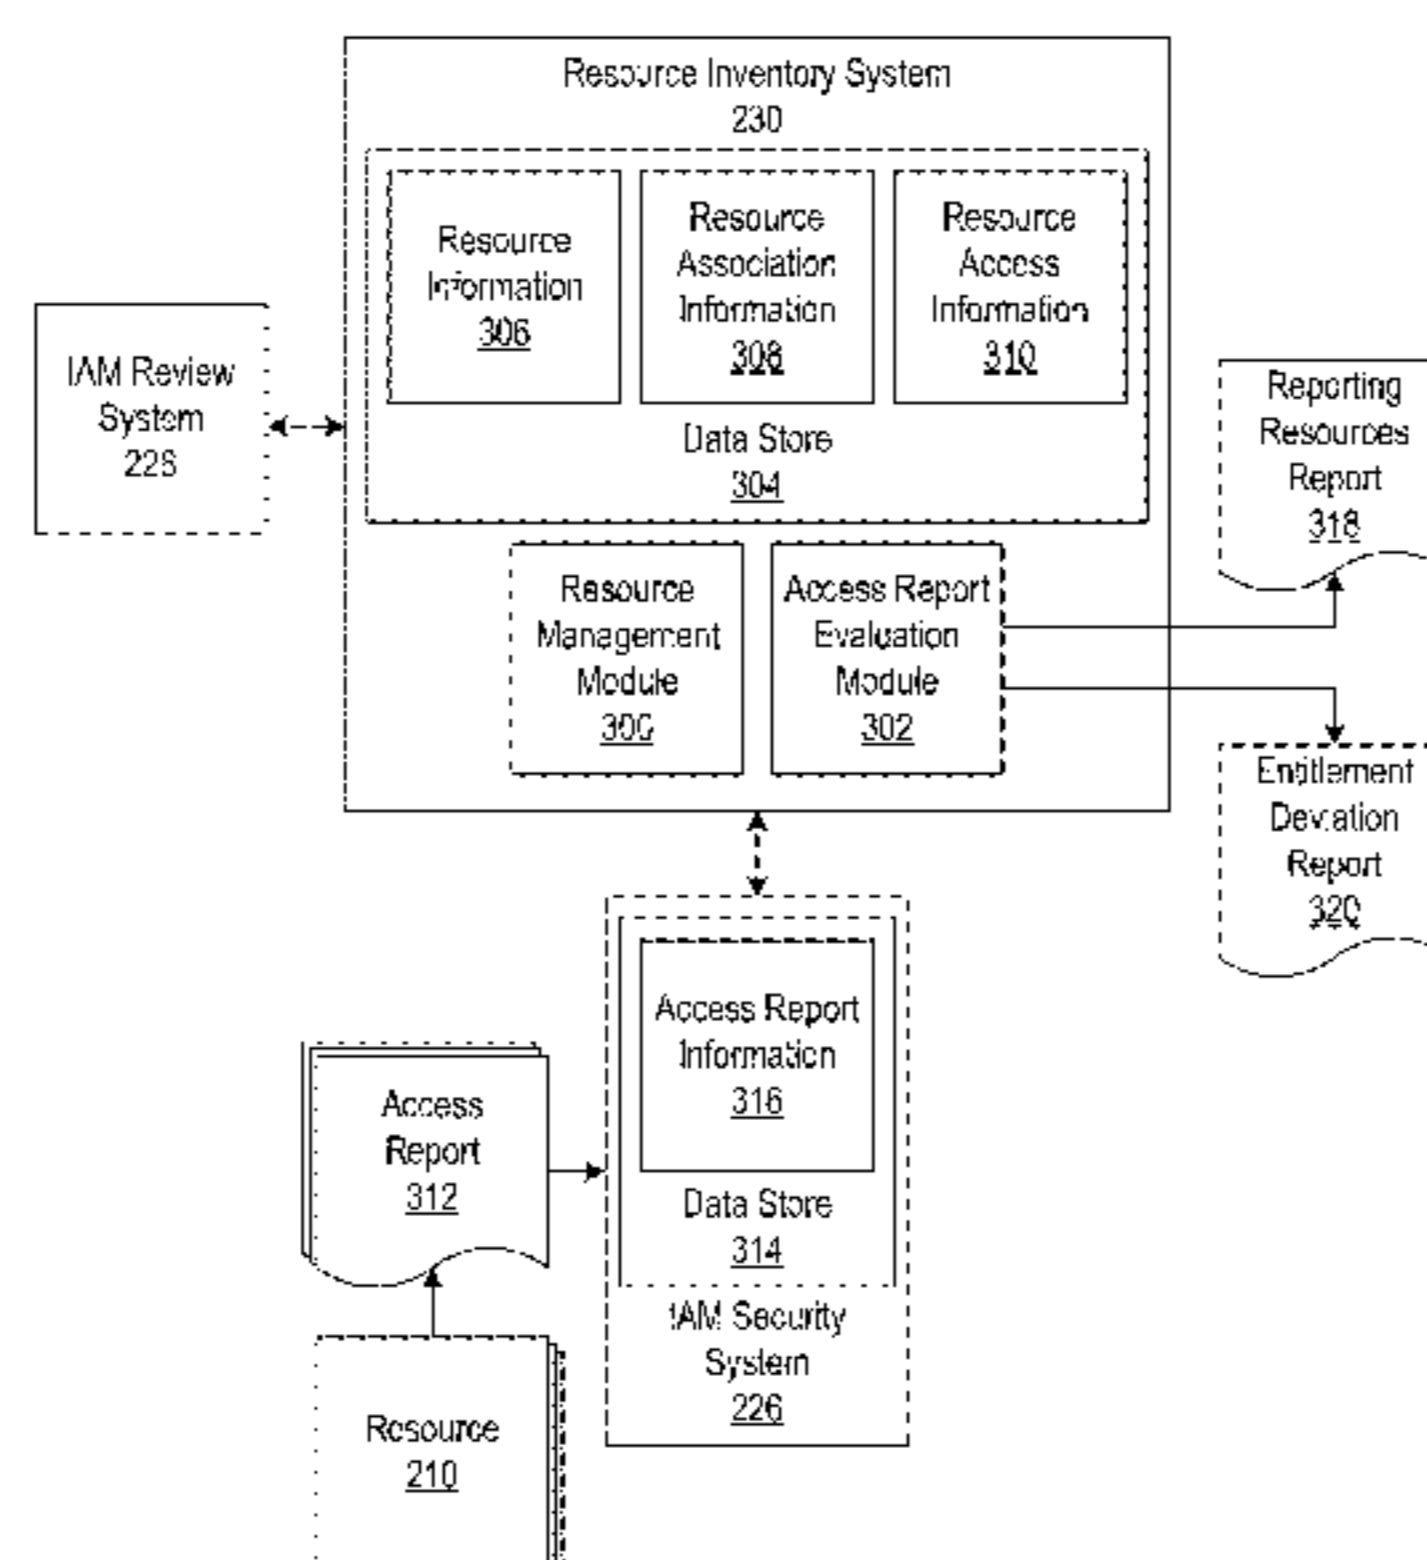 Resource Inventory System
230
Resource
Information
306
Resource
Association
Information
308
Resource
Access
Information
310
Data Store
304
IAM Review
System
226
Resource
Management
Module
300
Access Report
Evaluation
Module
302
Reporting
Resources
Report
318
Entitlement
Deviation
Report
320
Access Report
Information
316
Data Store
314
IAM Security
System
226
Access
Report
312
Resource
210